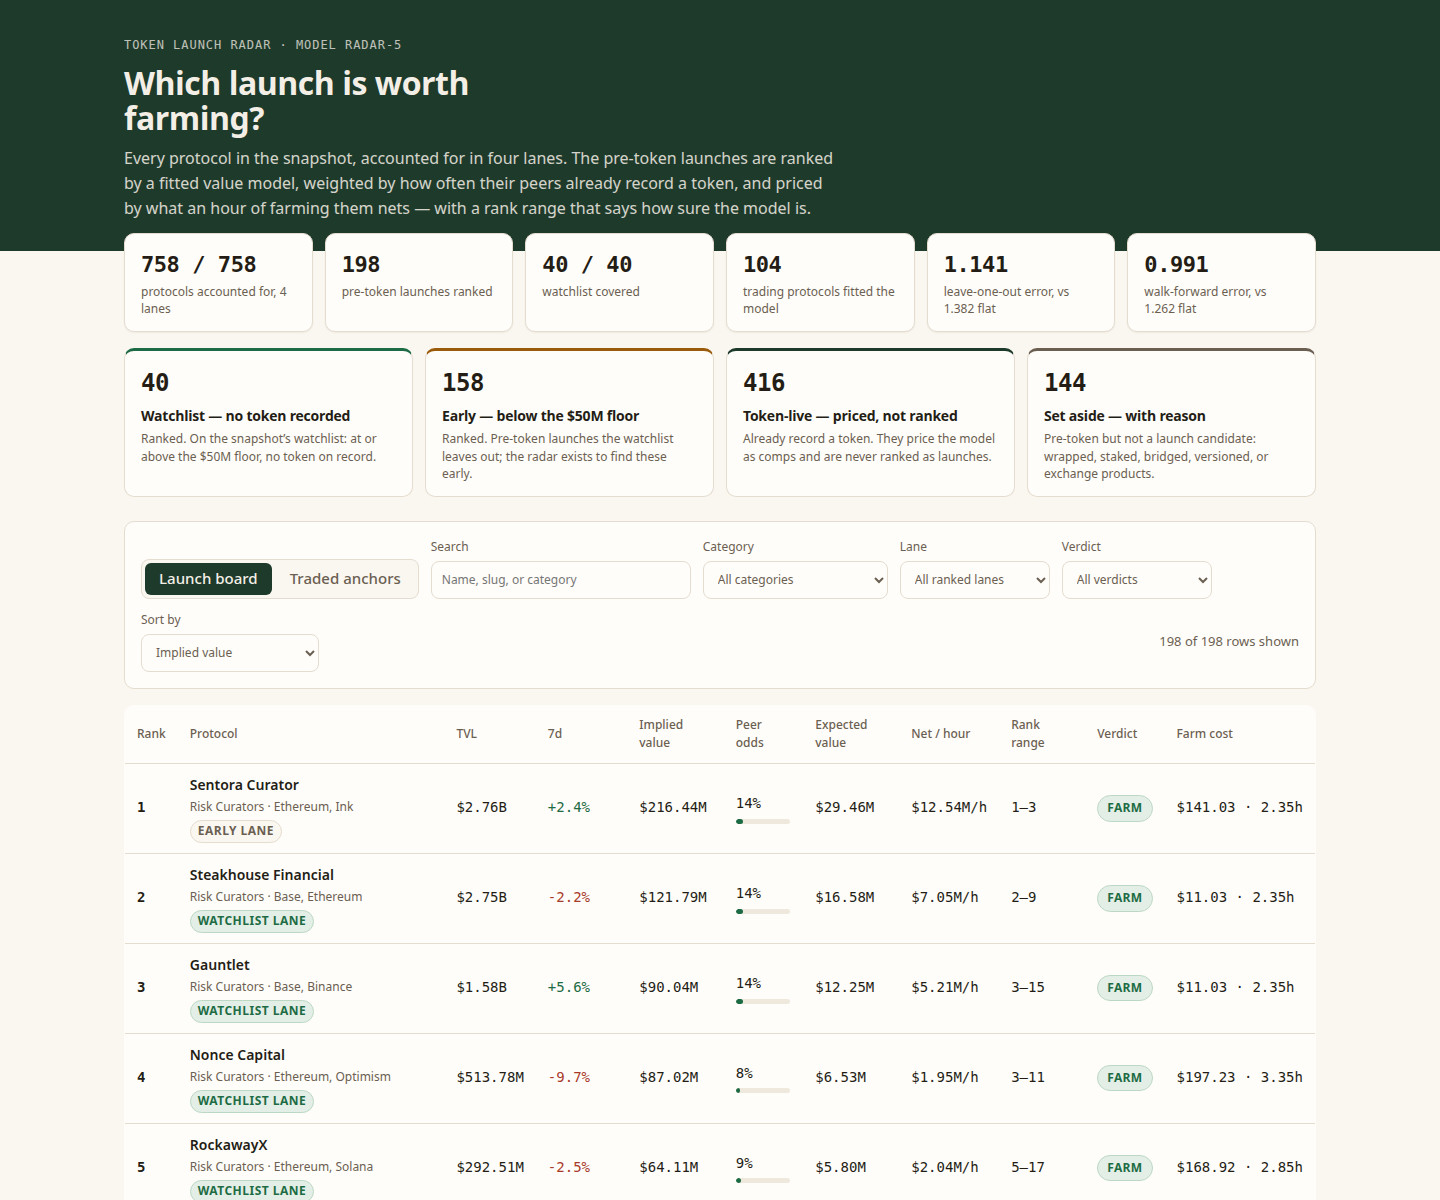 TOKEN LAUNCH RADAR · MODEL RADAR-5
Which launch is worth
farming?
Every protocol in the snapshot, accounted for in four lanes. The pre-token launches are ranked
by a fitted value model, weighted by how often their peers already record a token, and priced
by what an hour of farming them nets — with a rank range that says how sure the model is.
758 / 758
protocols accounted for, 4
lanes
198
pre-token launches ranked
40 / 40
watchlist covered
104
trading protocols fitted the
model
1.141
leave-one-out error, vs
1.382 flat
0.991
walk-forward error, vs
1.262 flat
40
Watchlist — no token recorded
Ranked. On the snapshot's watchlist: at or
above the $50M floor, no token on record.
158
Early — below the $50M floor
Ranked. Pre-token launches the watchlist
leaves out; the radar exists to find these
early.
416
Token-live — priced, not ranked
Already record a token. They price the model
as comps and are never ranked as launches.
144
Set aside — with reason
Pre-token but not a launch candidate:
wrapped, staked, bridged, versioned, or
exchange products.
Launch board
Traded anchors
Search
Name, slug, or category
Category
All categories
Lane
All ranked lanes
Verdict
All verdicts
Sort by
Implied value
198 of 198 rows shown
Rank Protocol TVL 7d Implied value Peer odds Expected value Net / hour Rank range Verdict Farm cost
1 Sentora Curator $2.76B +2.4% $216.44M 14% $29.46M $12.54M/h 1–3 FARM $141.03 · 2.35h
Risk Curators · Ethereum, Ink
EARLY LANE
2 Steakhouse Financial $2.75B -2.2% $121.79M 14% $16.58M $7.05M/h 2–9 FARM $11.03 · 2.35h
Risk Curators · Base, Ethereum
WATCHLIST LANE
3 Gauntlet $1.58B +5.6% $90.04M 14% $12.25M $5.21M/h 3–15 FARM $11.03 · 2.35h
Risk Curators · Base, Binance
WATCHLIST LANE
4 Nonce Capital $513.78M -9.7% $87.02M 8% $6.53M $1.95M/h 3–11 FARM $197.23 · 3.35h
Risk Curators · Ethereum, Optimism
WATCHLIST LANE
5 RockawayX $292.51M -2.5% $64.11M 9% $5.80M $2.04M/h 5–17 FARM $168.92 · 2.85h
Risk Curators · Ethereum, Solana
WATCHLIST LANE